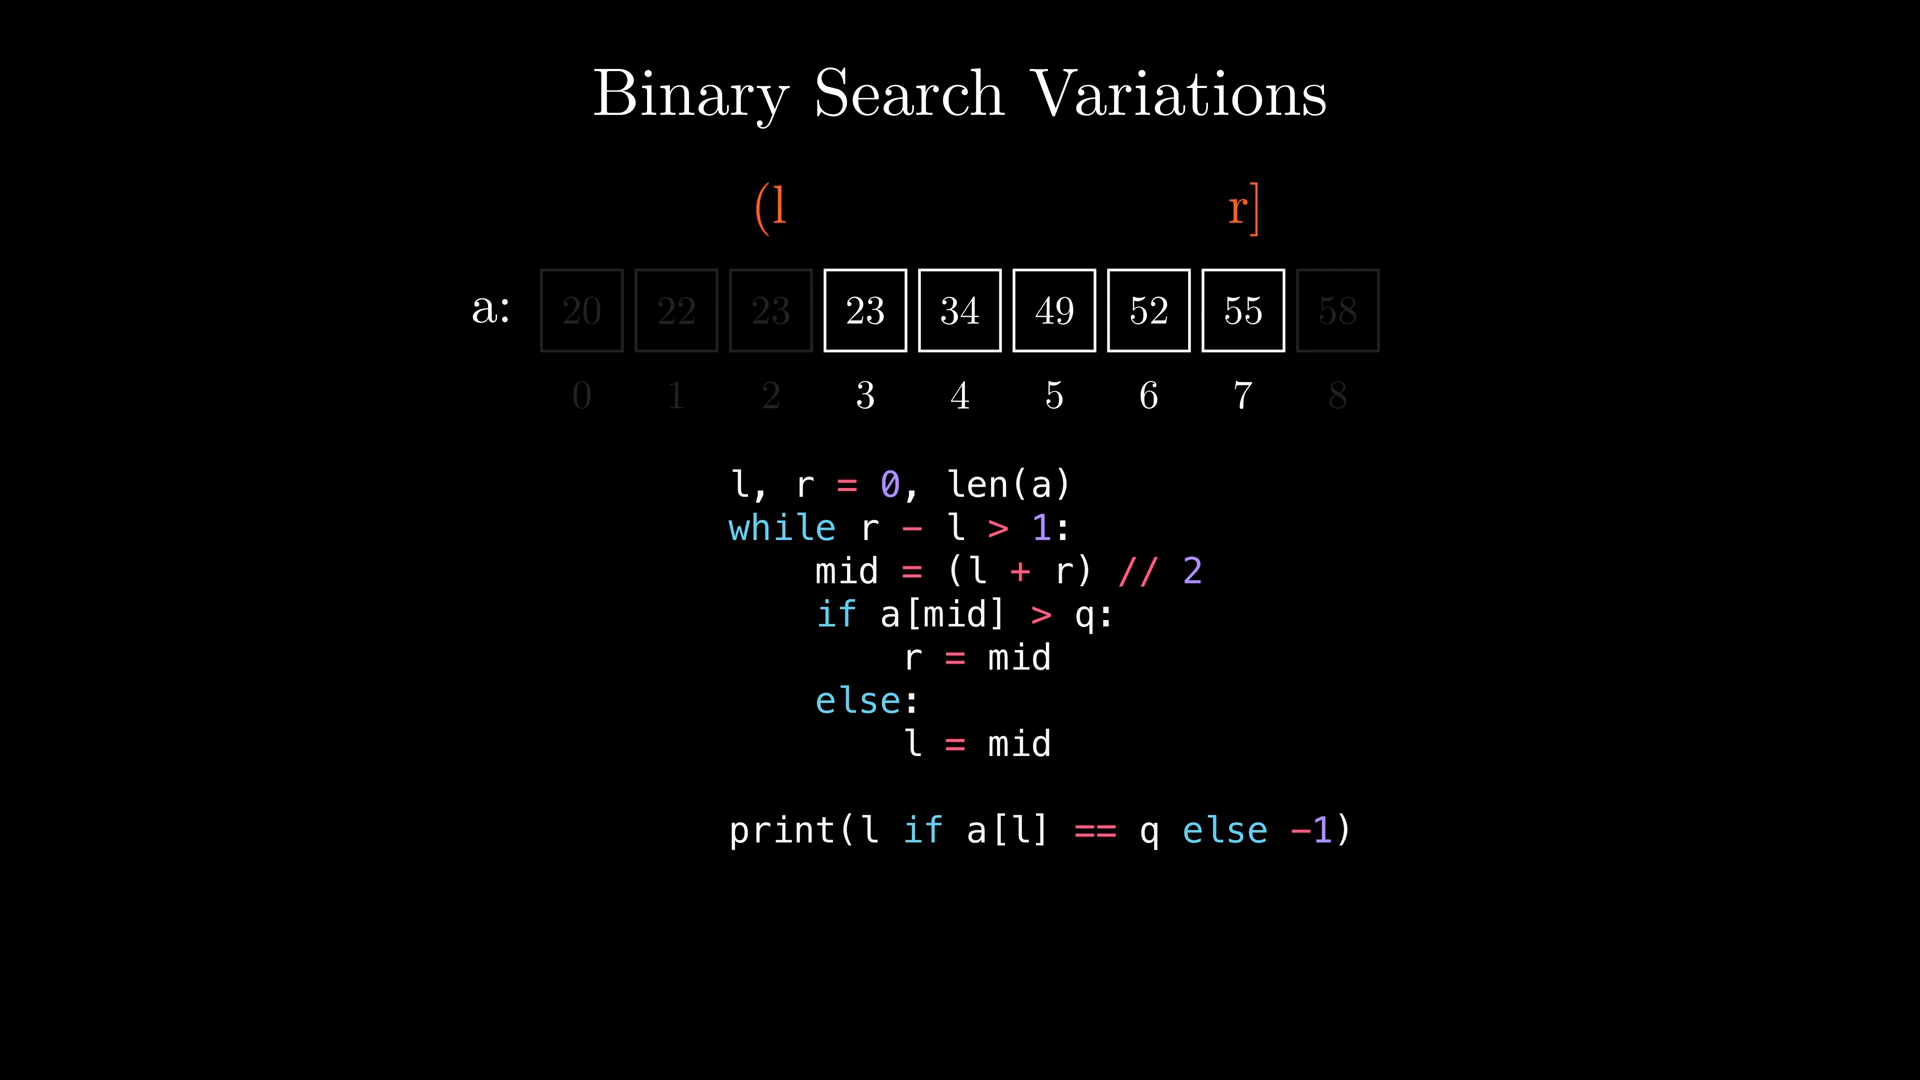 Binary Search Variations
(l r]
a: 20 22 23 23 34 49 52 55 58
0 1 2 3 4 5 6 7 8
l, r = 0, len(a)
while r - l > 1:
    mid = (l + r) // 2
    if a[mid] > q:
        r = mid
    else:
        l = mid
print(l if a[l] == q else -1)